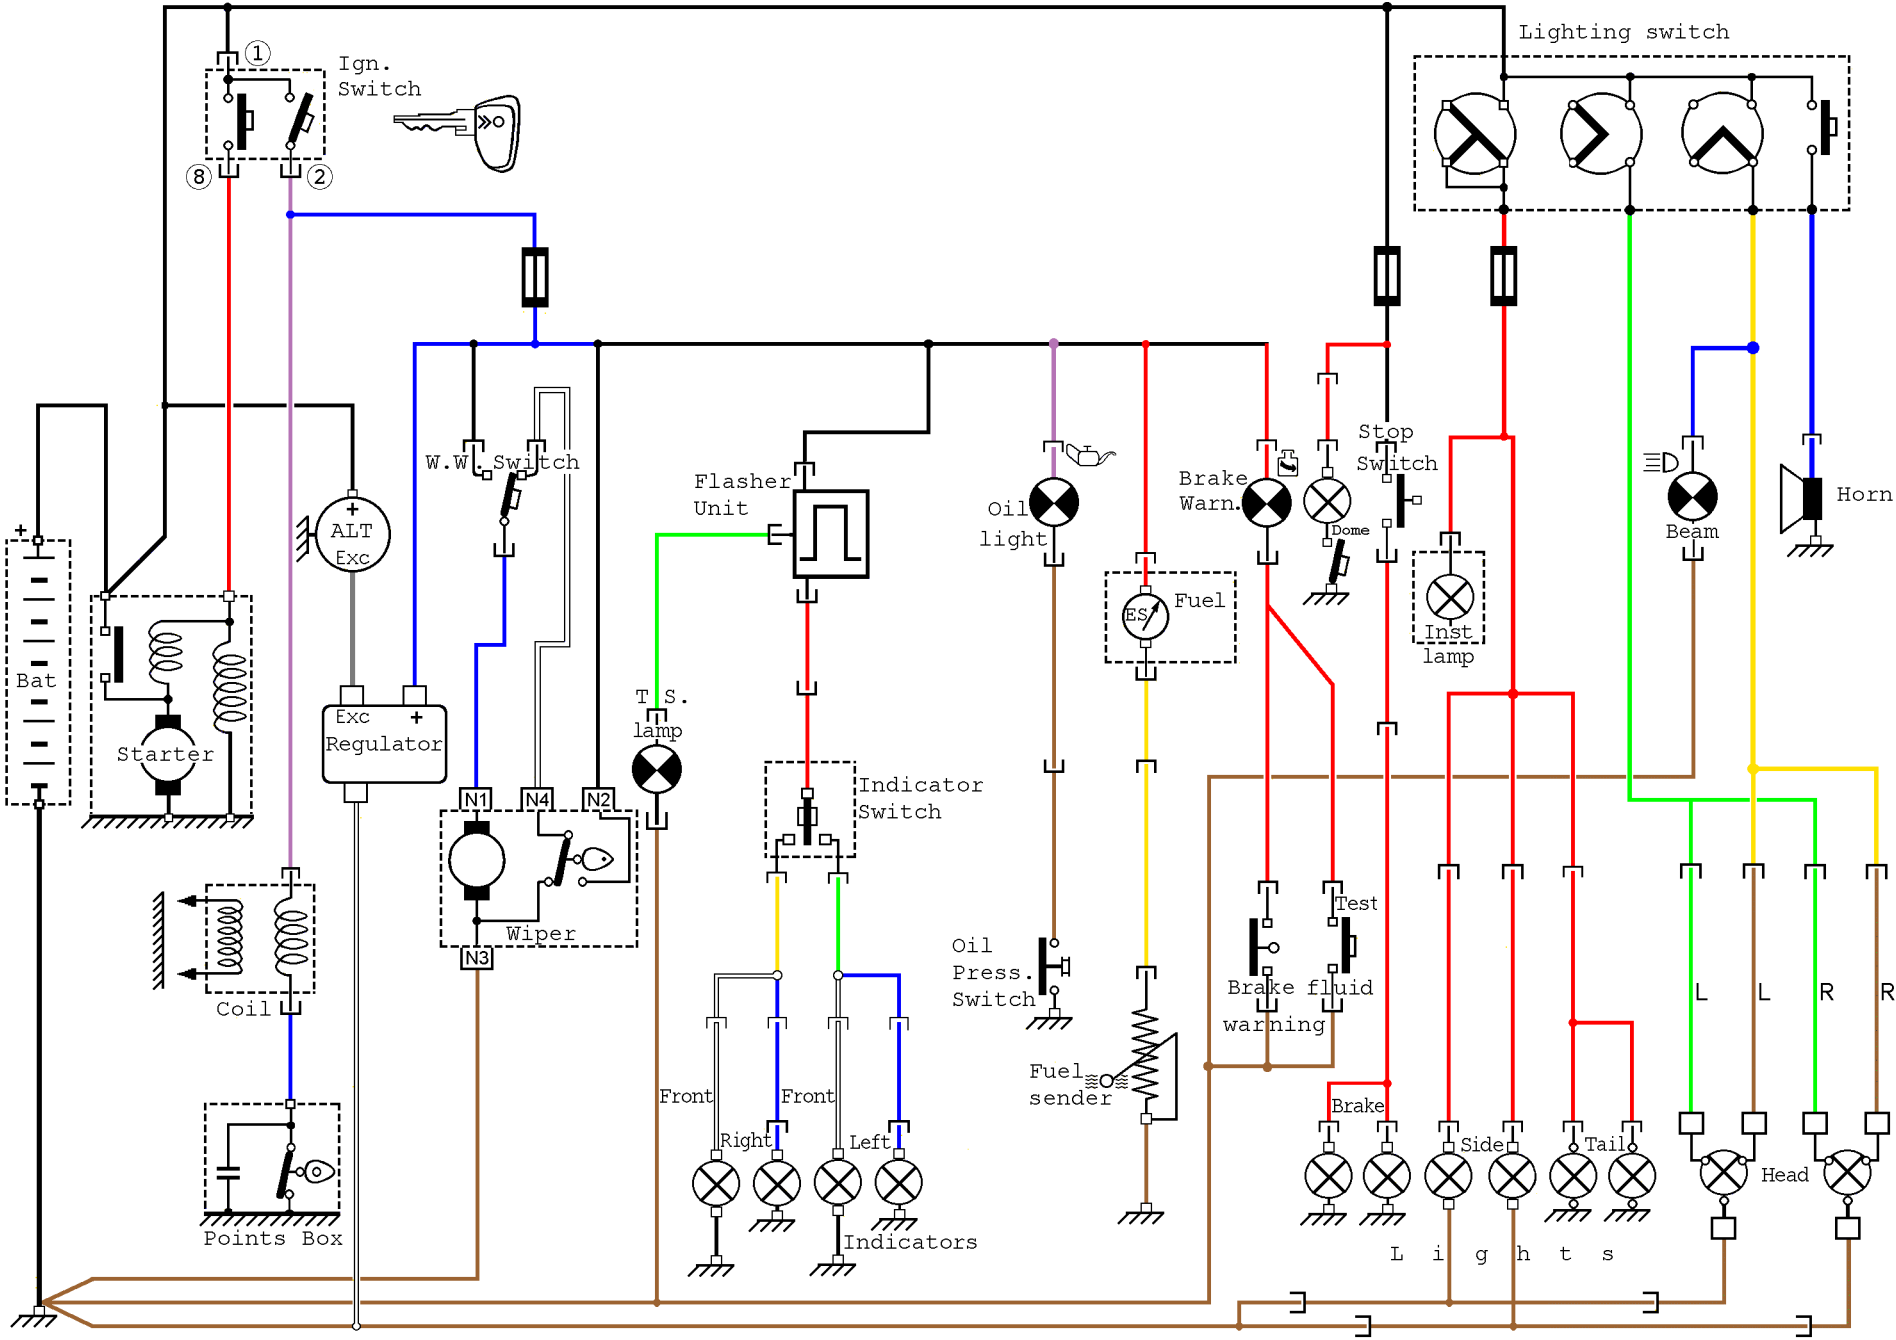 Lighting switch
①
Ign.
Switch
⑧
②
+
Bat
Starter
+
ALT
Exc
Exc
+
Regulator
W.W. Switch
N1
N4
N2
Wiper
N3
Coil
Points Box
Flasher
Unit
T S.
lamp
Indicator
Switch
Front
Right
Front
Left
Indicators
Oil
light
Oil
Press.
Switch
ES
Fuel
Fuel
sender
Brake
Warn.
Dome
Stop
Switch
Test
Brake fluid
warning
Inst
lamp
Beam
Horn
L
L
R
R
Brake
Side
Tail
Head
L i g h t s